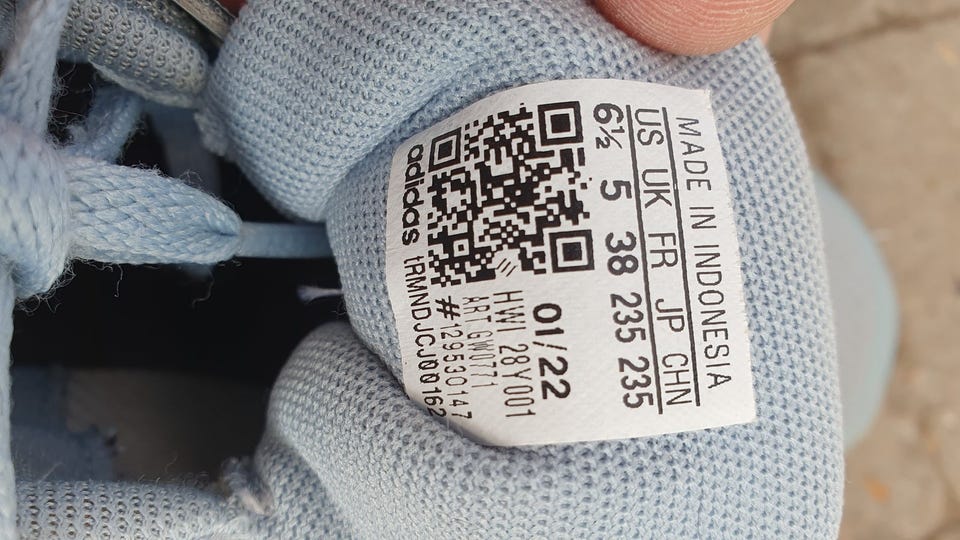 MADE IN INDONESIA
US UK FR JP CHN
6½ 5 38 235 235
01/22
HWI 28Y001
ART GW0771
#129530147
adidas tRMNDJCJ00162